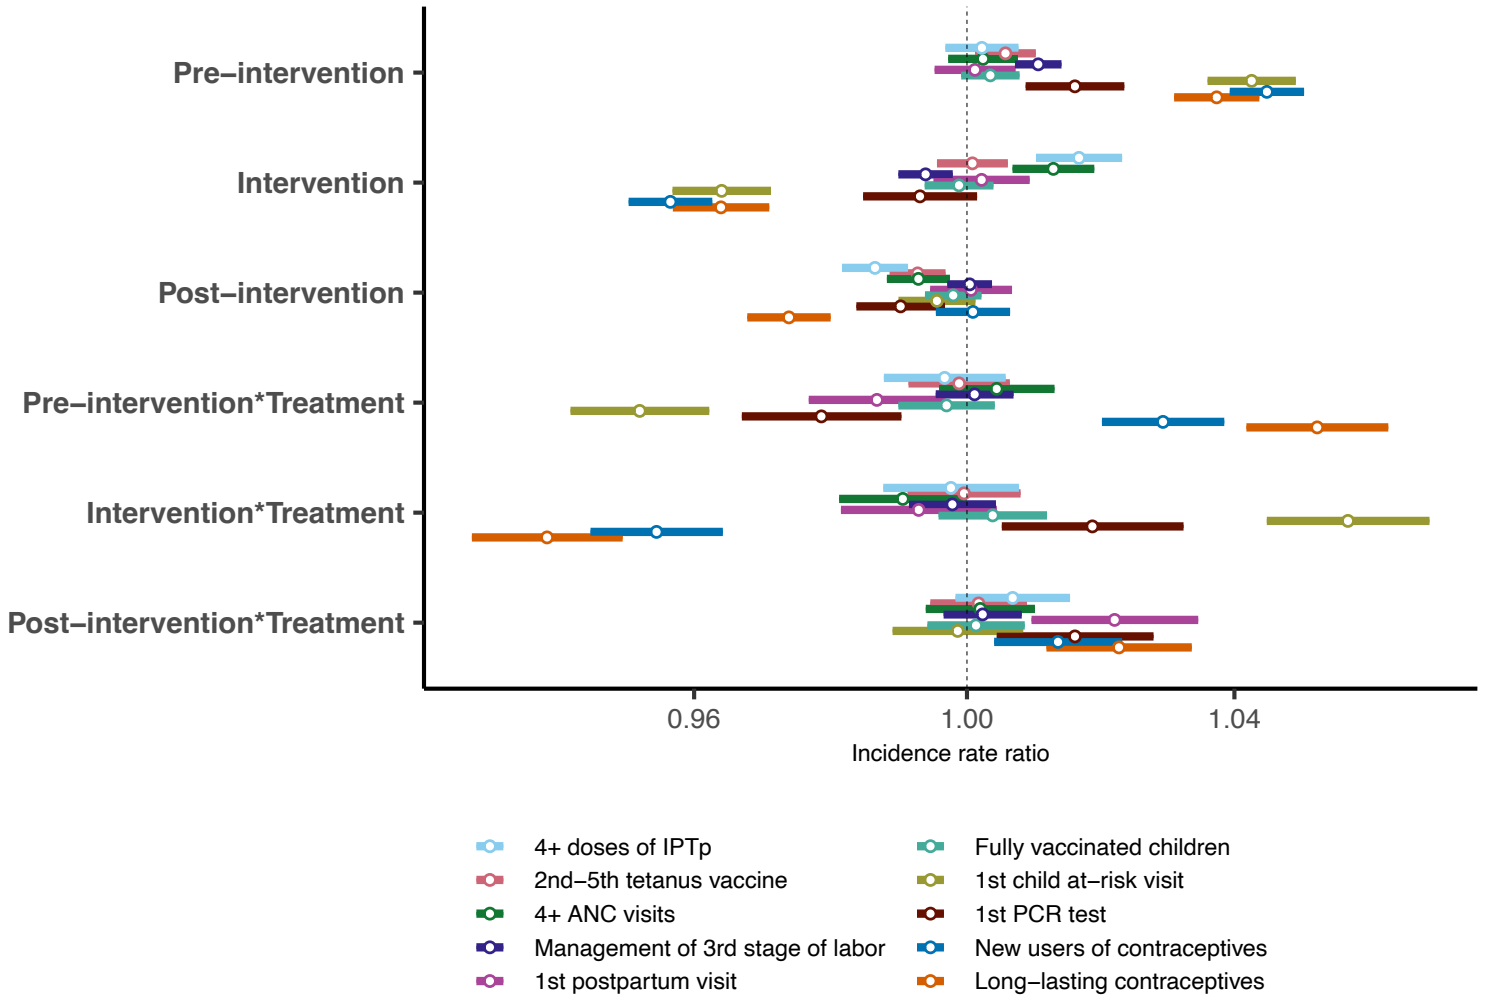 Pre–intervention
Intervention
Post–intervention
Pre–intervention*Treatment
Intervention*Treatment
Post–intervention*Treatment
0.96 1.00 1.04
Incidence rate ratio
4+ doses of IPTp
2nd–5th tetanus vaccine
4+ ANC visits
Management of 3rd stage of labor
1st postpartum visit
Fully vaccinated children
1st child at–risk visit
1st PCR test
New users of contraceptives
Long–lasting contraceptives